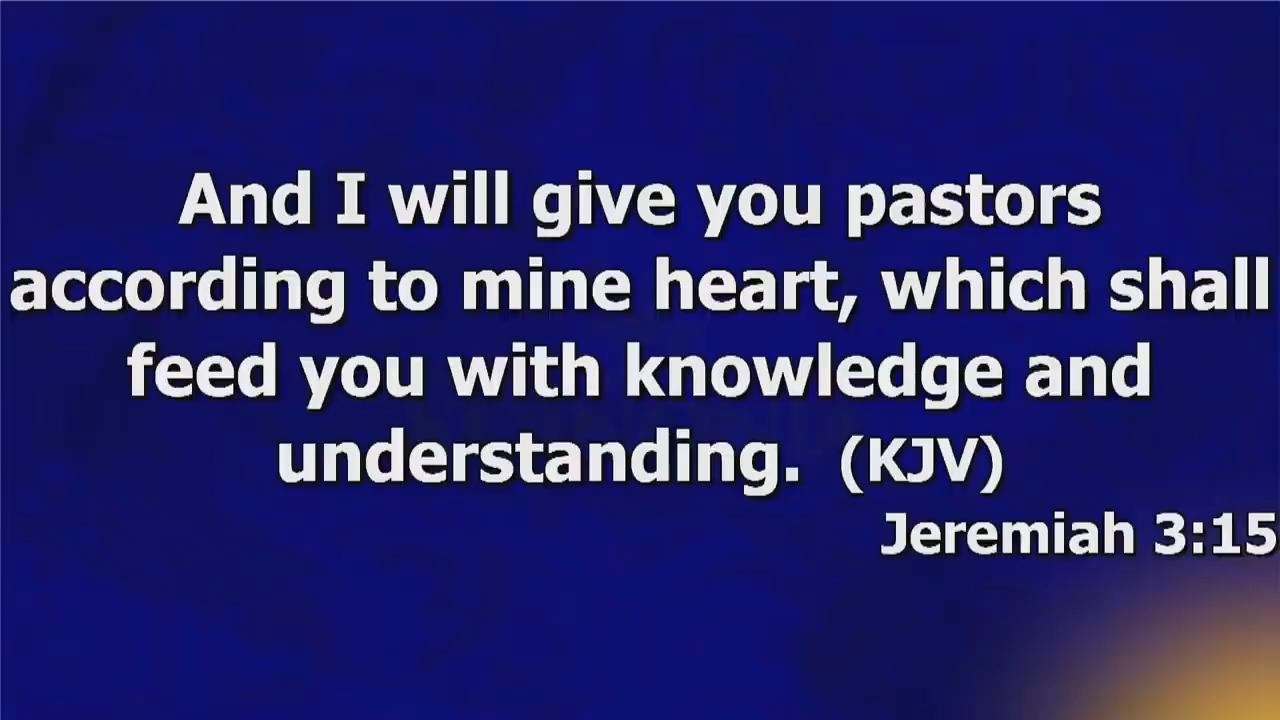 And I will give you pastors
according to mine heart, which shall
feed you with knowledge and
understanding. (KJV)
Jeremiah 3:15